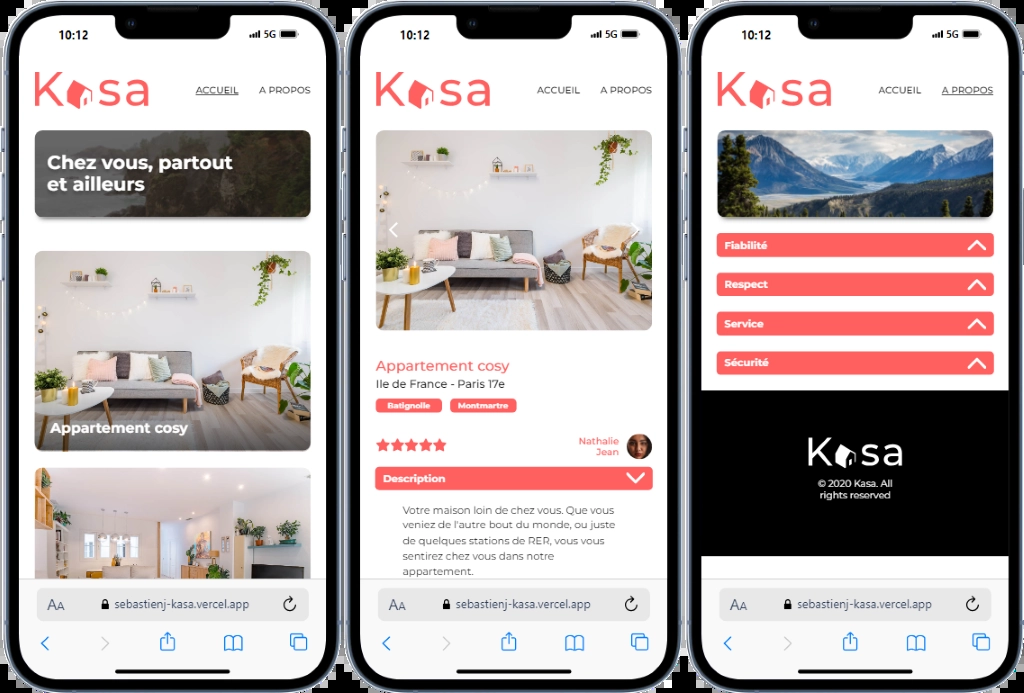 10:12
5G
Kasa
ACCUEIL
A PROPOS
Chez vous, partout
et ailleurs
Appartement cosy
AA
sebastienj-kasa.vercel.app
10:12
5G
Kasa
ACCUEIL
A PROPOS
Appartement cosy
Ile de France - Paris 17e
Batignolle
Montmartre
Nathalie
Jean
Description
Votre maison loin de chez vous. Que vous
veniez de l'autre bout du monde, ou juste
de quelques stations de RER, vous vous
sentirez chez vous dans notre
appartement.
AA
sebastienj-kasa.vercel.app
10:12
5G
Kasa
ACCUEIL
A PROPOS
Fiabilité
Respect
Service
Sécurité
Kasa
© 2020 Kasa. All
rights reserved
AA
sebastienj-kasa.vercel.app